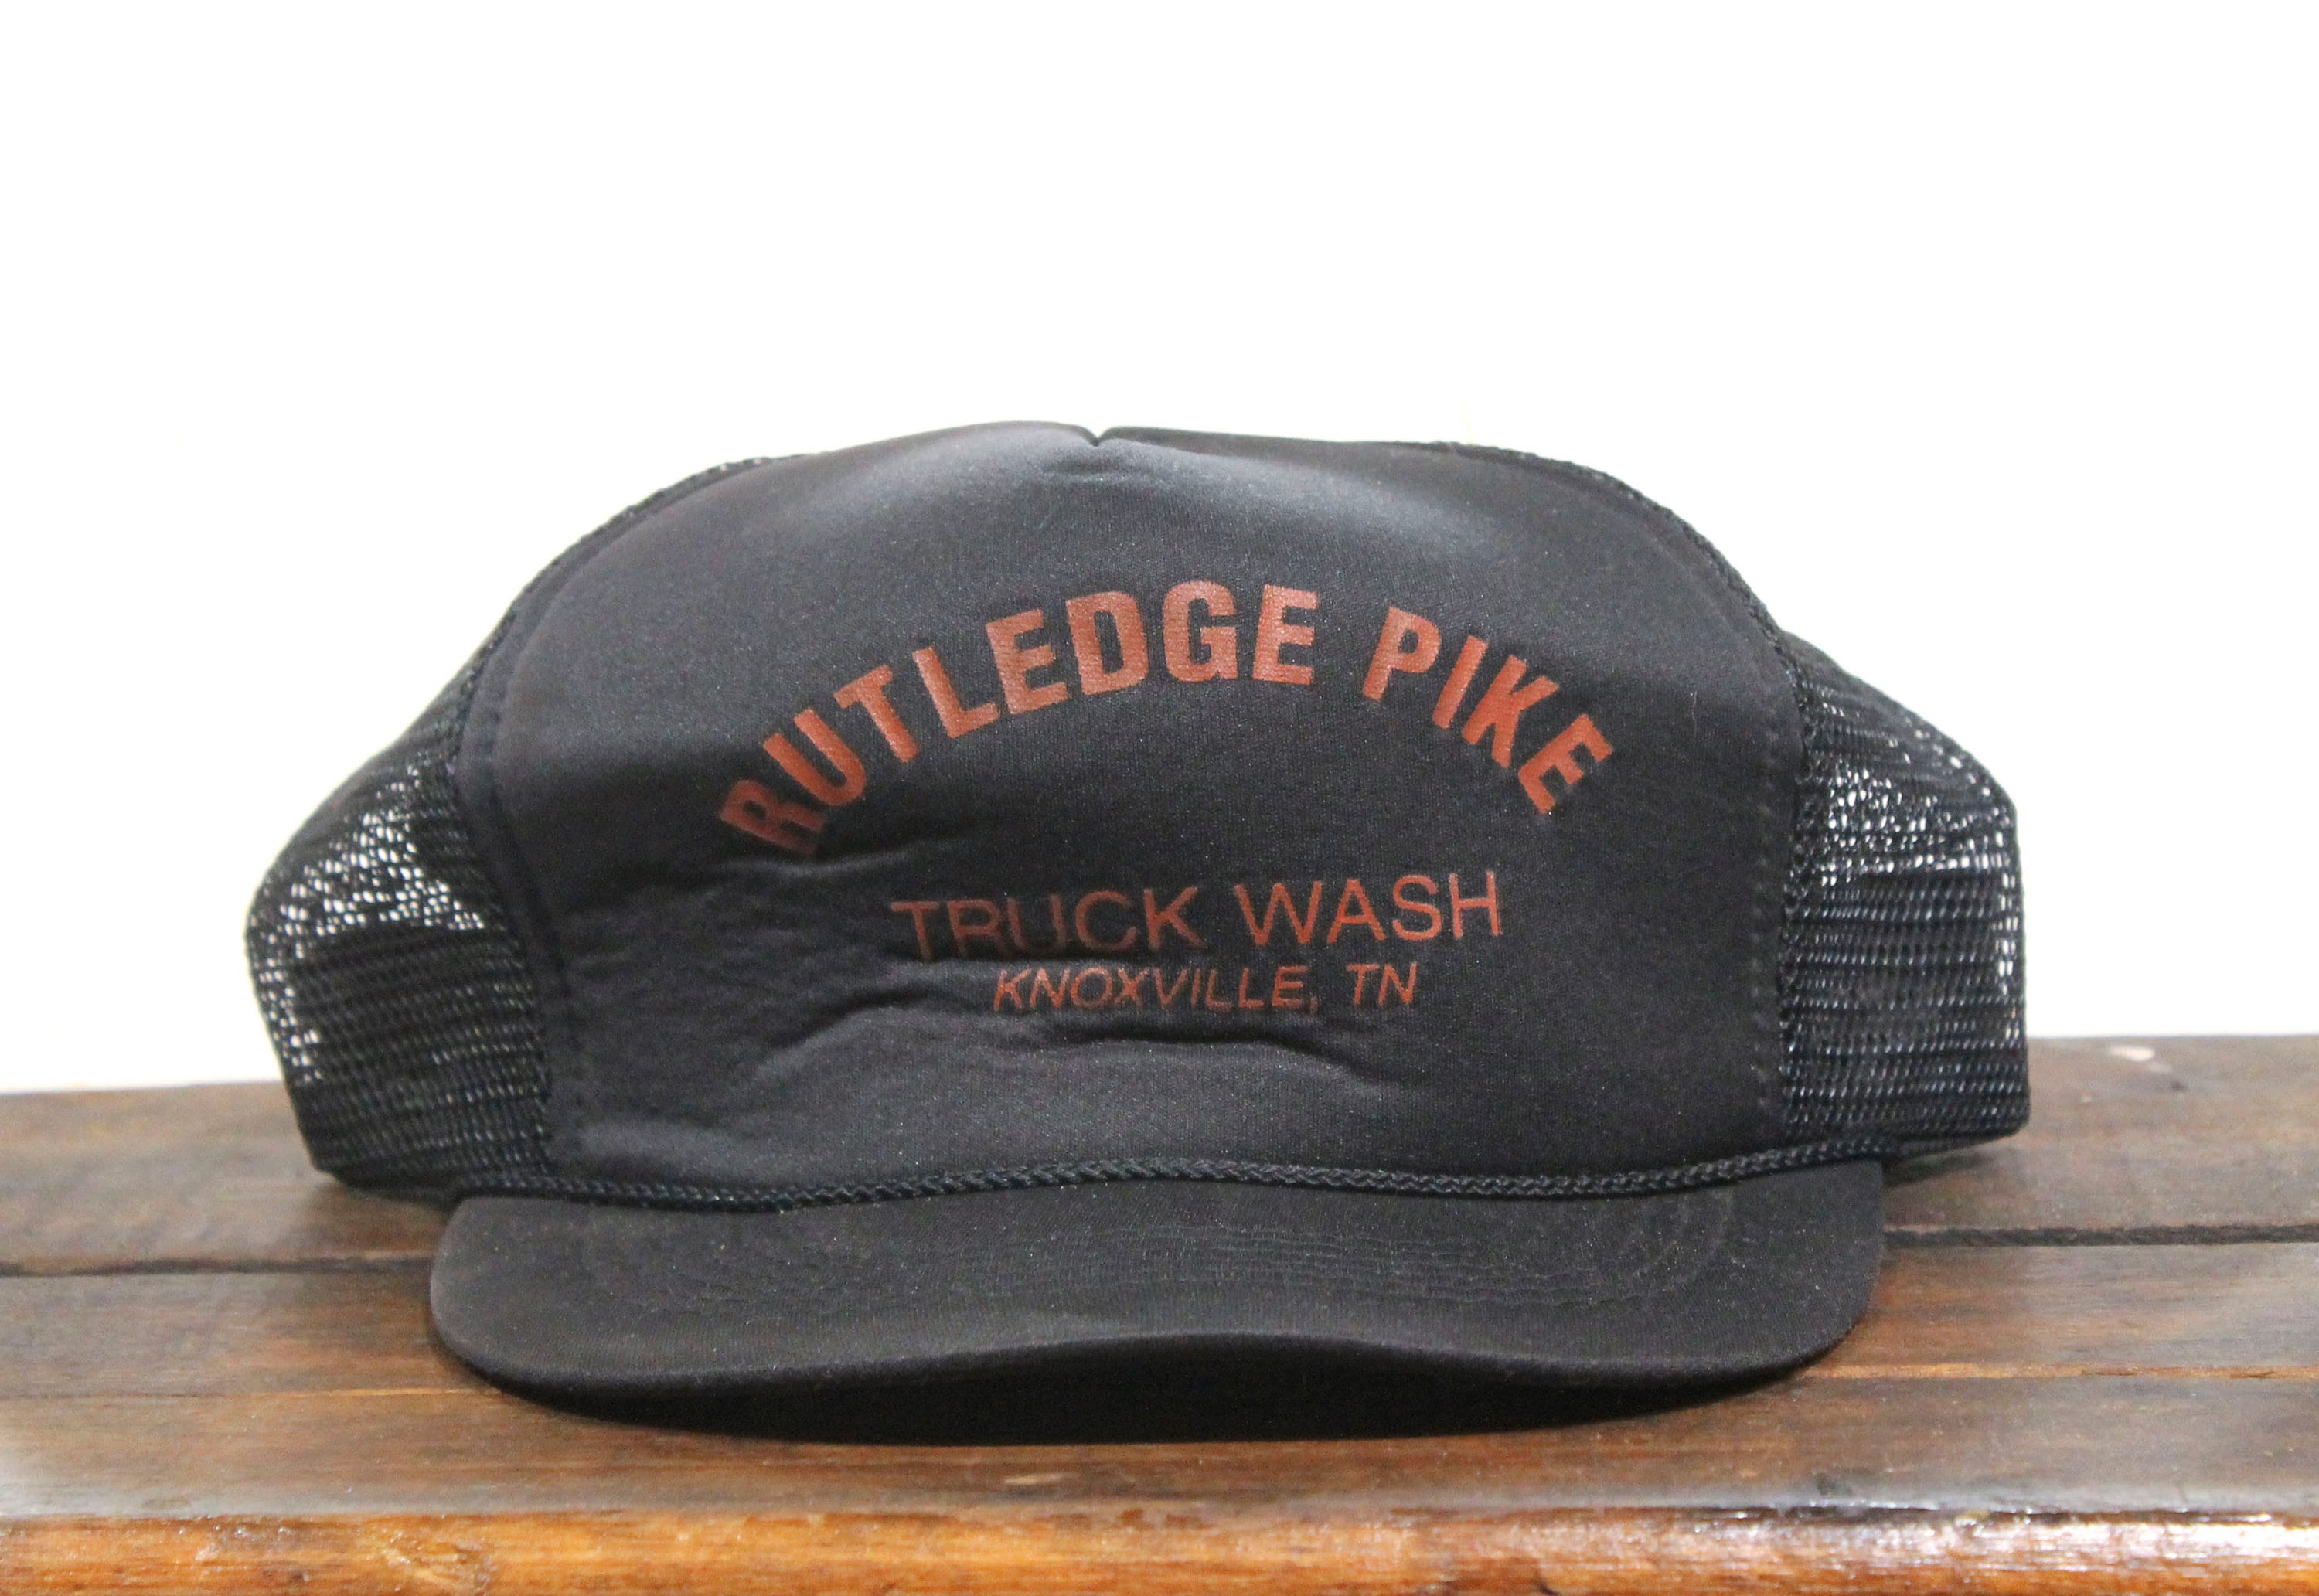 RUTLEDGE PIKE
TRUCK WASH
KNOXVILLE, TN